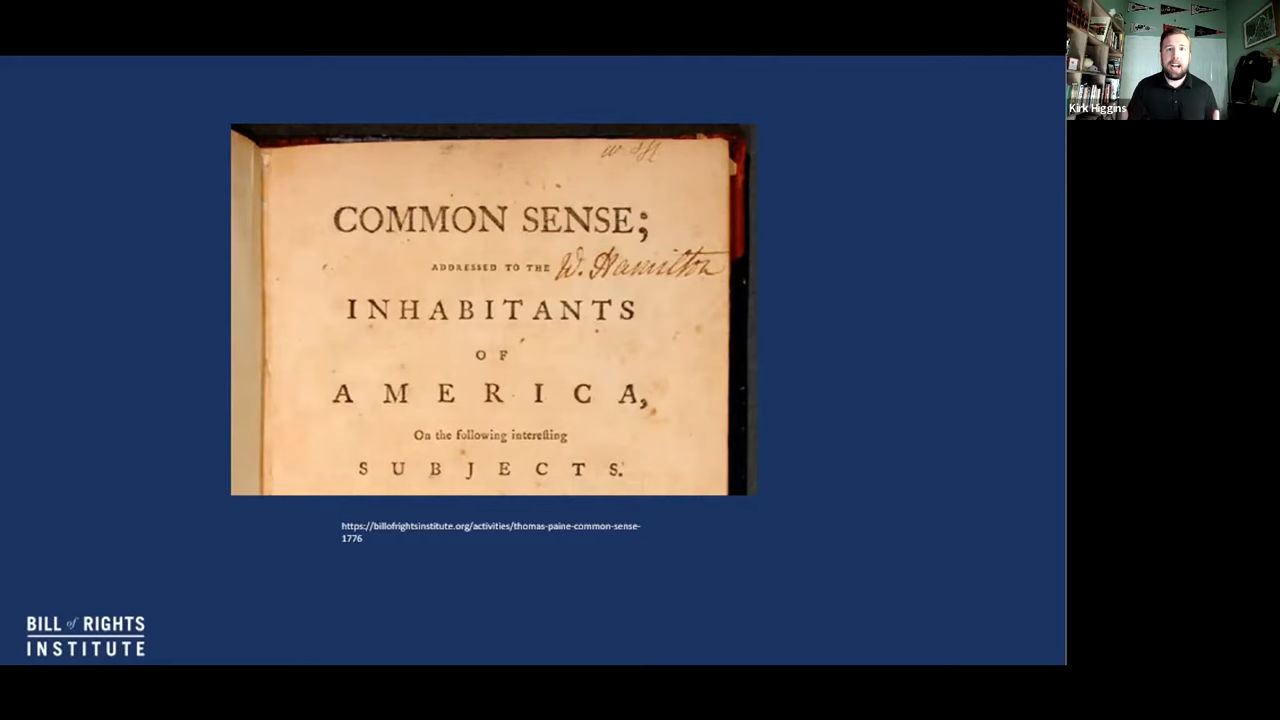 COMMON SENSE;
ADDRESSED TO THE W. Hamilton
INHABITANTS
OF
AMERICA,
On the following intereſting
SUBJECTS.
https://billofrightsinstitute.org/activities/thomas-paine-common-sense-
1776
BILL of RIGHTS
INSTITUTE
Kirk Higgins